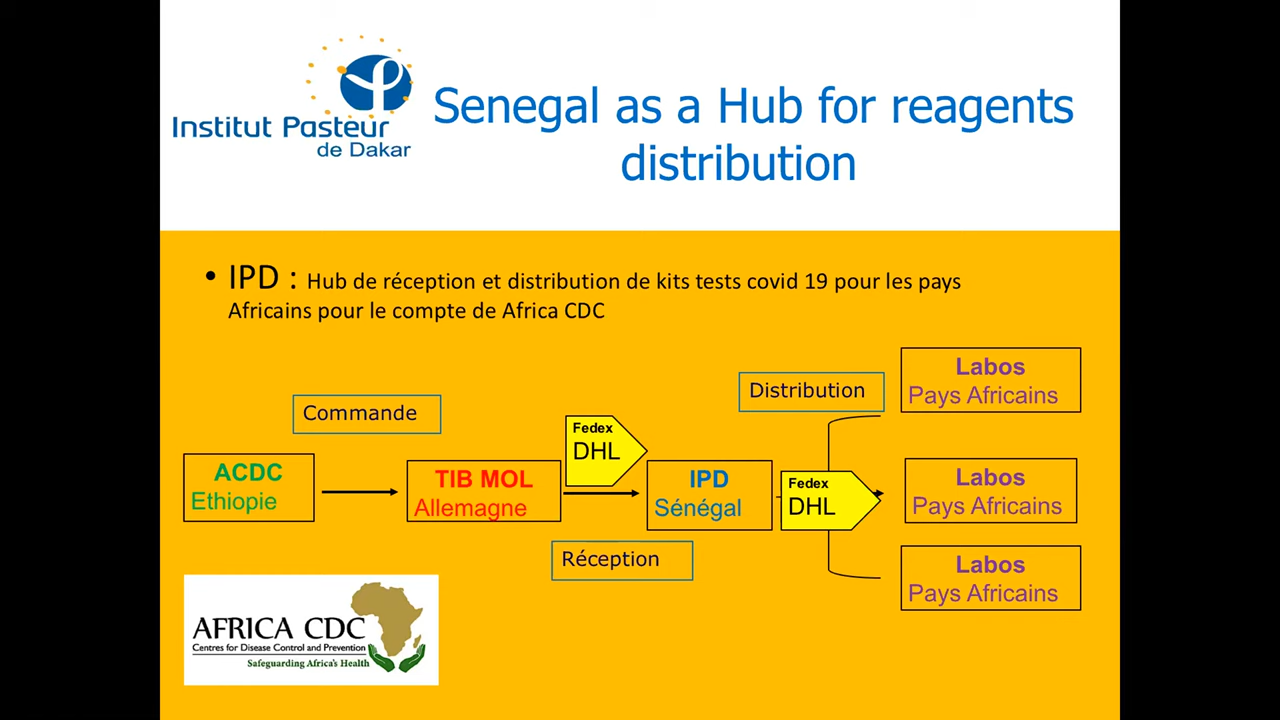 Institut Pasteur
de Dakar
Senegal as a Hub for reagents
distribution
• IPD : Hub de réception et distribution de kits tests covid 19 pour les pays
Africains pour le compte de Africa CDC
Commande
Distribution
Labos
Pays Africains
Fedex
DHL
ACDC
Ethiopie
TIB MOL
Allemagne
IPD
Sénégal
Fedex
DHL
Labos
Pays Africains
Réception
Labos
Pays Africains
AFRICA CDC
Centres for Disease Control and Prevention
Safeguarding Africa's Health